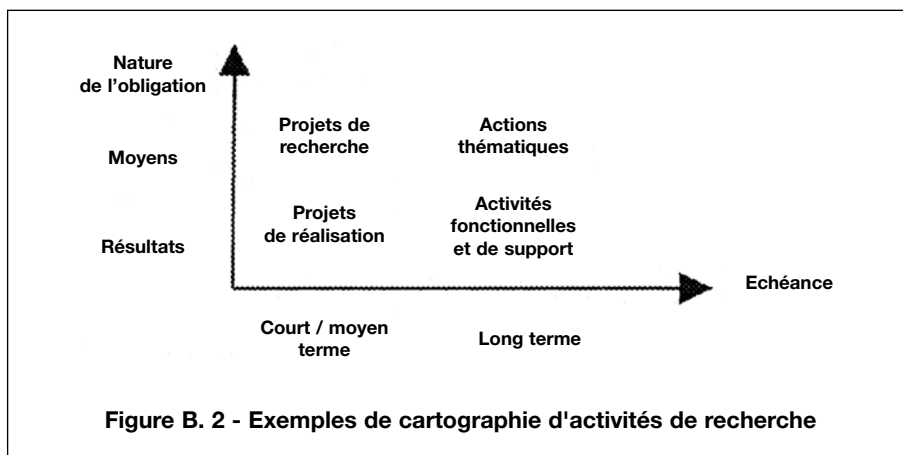 Nature
de l’obligation
Projets de
recherche
Actions
thématiques
Moyens
Projets
de réalisation
Activités
fonctionnelles
et de support
Résultats
Echéance
Court / moyen
terme
Long terme
Figure B. 2 - Exemples de cartographie d'activités de recherche